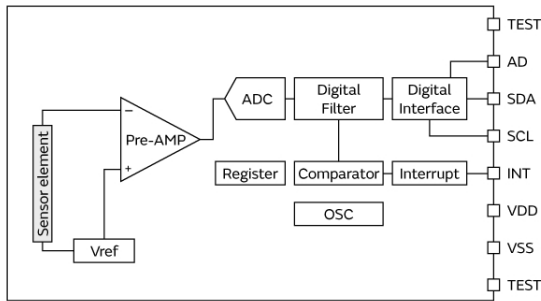 TEST
AD
ADC
Digital
Filter
Digital
Interface
SDA
−
Pre-AMP
+
SCL
Sensor element
Register
Comparator
Interrupt
INT
OSC
VDD
Vref
VSS
TEST